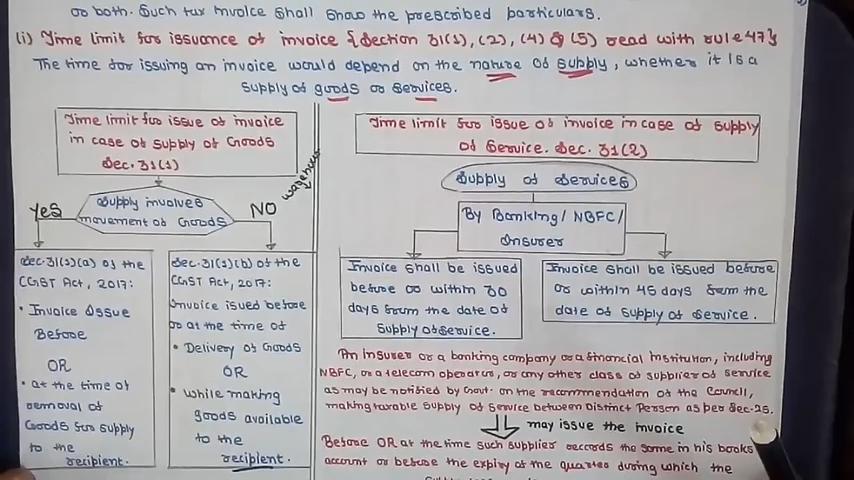 or both. Such tax invoice shall show the prescribed particulars.
(i) Time limit for issuance of invoice {Section 31(1), (2), (4) & (5) read with rule 47}
The time for issuing an invoice would depend on the nature of supply, whether it is a
supply of goods or services.
Time limit for issue of invoice
in case of supply of Goods
Sec. 31(1)
Supply involves
movement of Goods
Yes
NO
Sec. 31(1)(a) of the
CGST Act, 2017:
• Invoice Issue
Before
OR
• at the time of
removal of
Goods for supply
to the
recipient.
Sec. 31(1)(b) of the
CGST Act, 2017:
Invoice isued before
or at the time of
• Delivery of Goods
OR
• while making
goods available
to the
recipient.
Time limit for issue of invoice in case of supply
of Service. Sec. 31(2)
Supply of Services
By Banking/ NBFC/
Insurer
Invoice shall be issued
before or within 30
days from the date of
Supply of Service.
Invoice shall be issued before
or within 45 days from the
date of supply of Service.
An insurer or a banking company or a financial institution, including
NBFC, or a telecom operator, or any other class of supplier of service
as may be notified by Govt. on the recommendation of the Council,
making taxable supply of service between Distinct Person as per Sec-25.
may issue the invoice
Before OR at the time such supplier records the same in his books
account or before the expiry of the quarter during which the